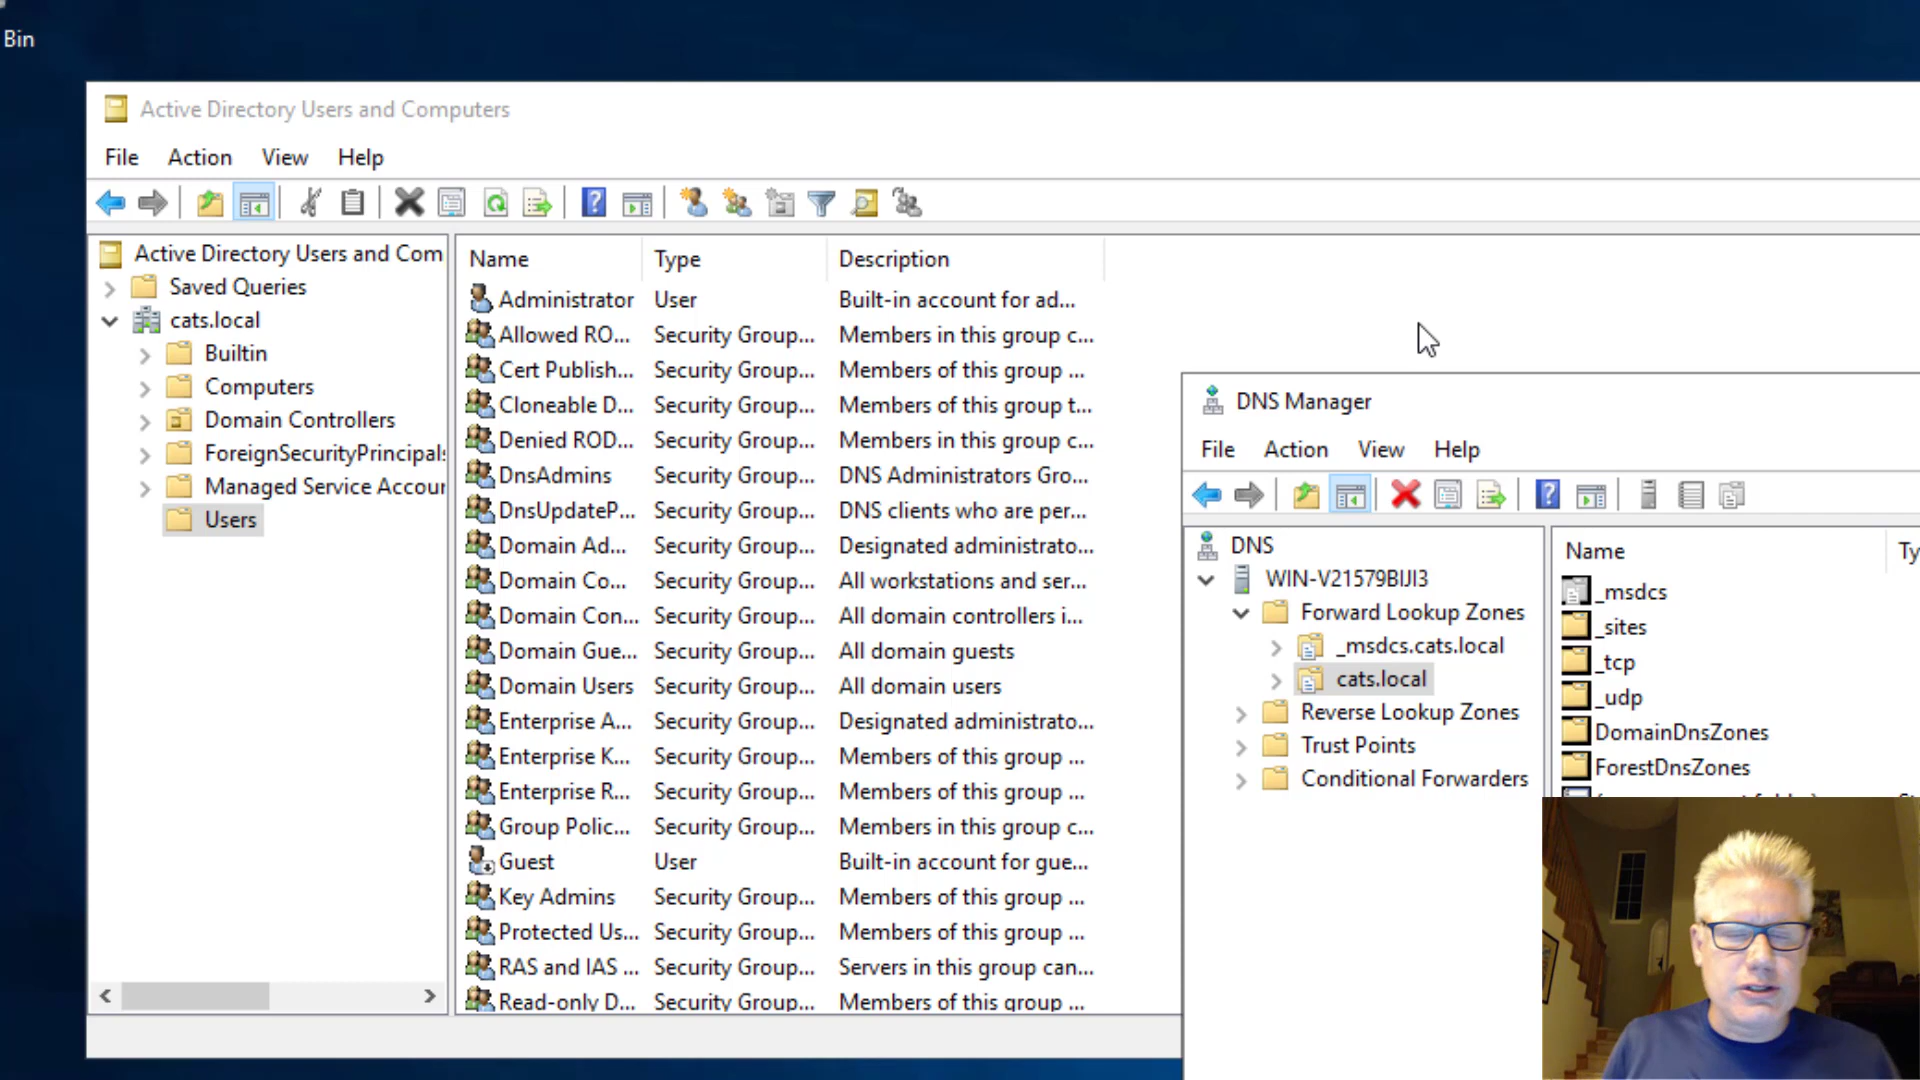 Bin
Active Directory Users and Computers
File Action View Help
Active Directory Users and Com
Saved Queries
cats.local
Builtin
Computers
Domain Controllers
ForeignSecurityPrincipals
Managed Service Accour
Users
Name Type Description
Administrator User Built-in account for ad...
Allowed RO... Security Group... Members in this group c...
Cert Publish... Security Group... Members of this group ...
Cloneable D... Security Group... Members of this group t...
Denied ROD... Security Group... Members in this group c...
DnsAdmins Security Group... DNS Administrators Gro...
DnsUpdateP... Security Group... DNS clients who are per...
Domain Ad... Security Group... Designated administrato...
Domain Co... Security Group... All workstations and ser...
Domain Con... Security Group... All domain controllers i...
Domain Gue... Security Group... All domain guests
Domain Users Security Group... All domain users
Enterprise A... Security Group... Designated administrato...
Enterprise K... Security Group... Members of this group ...
Enterprise R... Security Group... Members of this group ...
Group Polic... Security Group... Members in this group c...
Guest User Built-in account for gue...
Key Admins Security Group... Members of this group ...
Protected Us... Security Group... Members of this group ...
RAS and IAS ... Security Group... Servers in this group can...
Read-only D... Security Group... Members of this group ...
DNS Manager
File Action View Help
DNS
WIN-V21579BIJI3
Forward Lookup Zones
_msdcs.cats.local
cats.local
Reverse Lookup Zones
Trust Points
Conditional Forwarders
Name Ty
_msdcs
_sites
_tcp
_udp
DomainDnsZones
ForestDnsZones